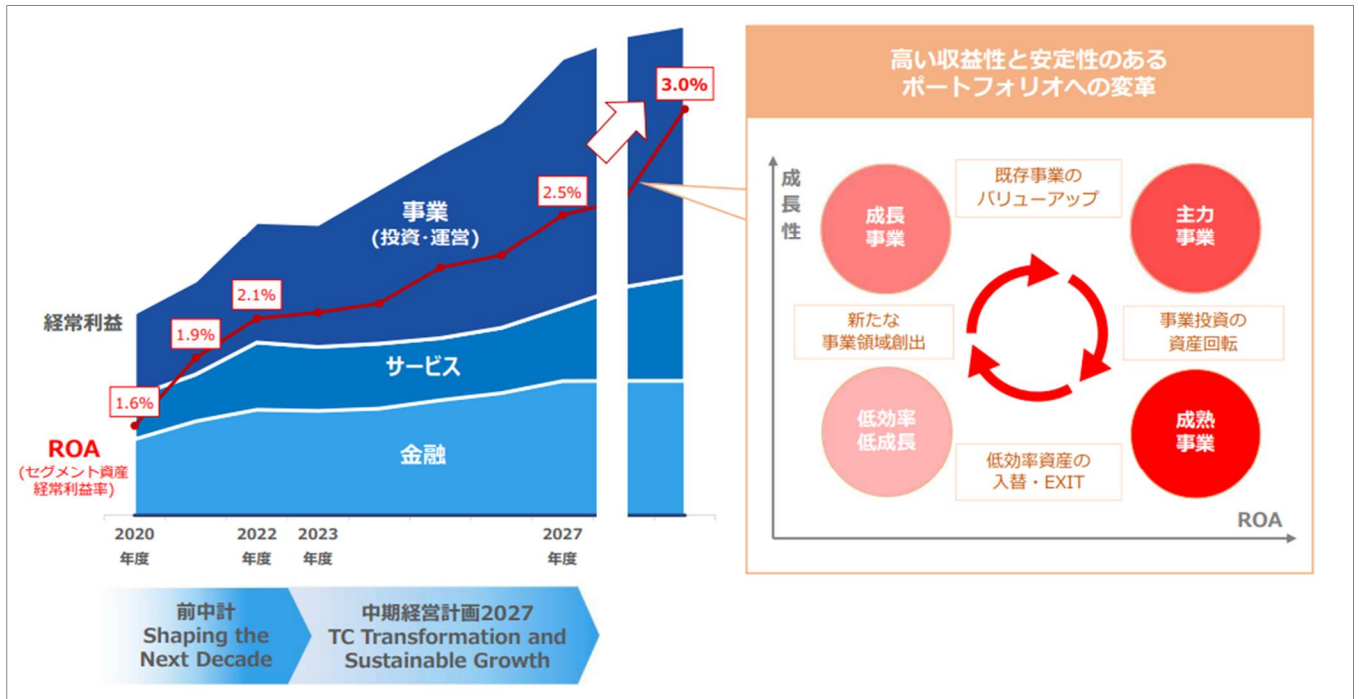 経常利益
ROA
(セグメント資産
経常利益率)
事業
(投資・運営)
サービス
金融
1.6%
1.9%
2.1%
2.5%
3.0%
2020
年度
2022
年度
2023
年度
2027
年度
前中計
Shaping the
Next Decade
中期経営計画2027
TC Transformation and
Sustainable Growth
高い収益性と安定性のある
ポートフォリオへの変革
成長性
成長
事業
既存事業の
バリューアップ
主力
事業
新たな
事業領域創出
事業投資の
資産回転
低効率
低成長
低効率資産の
入替・EXIT
成熟
事業
ROA